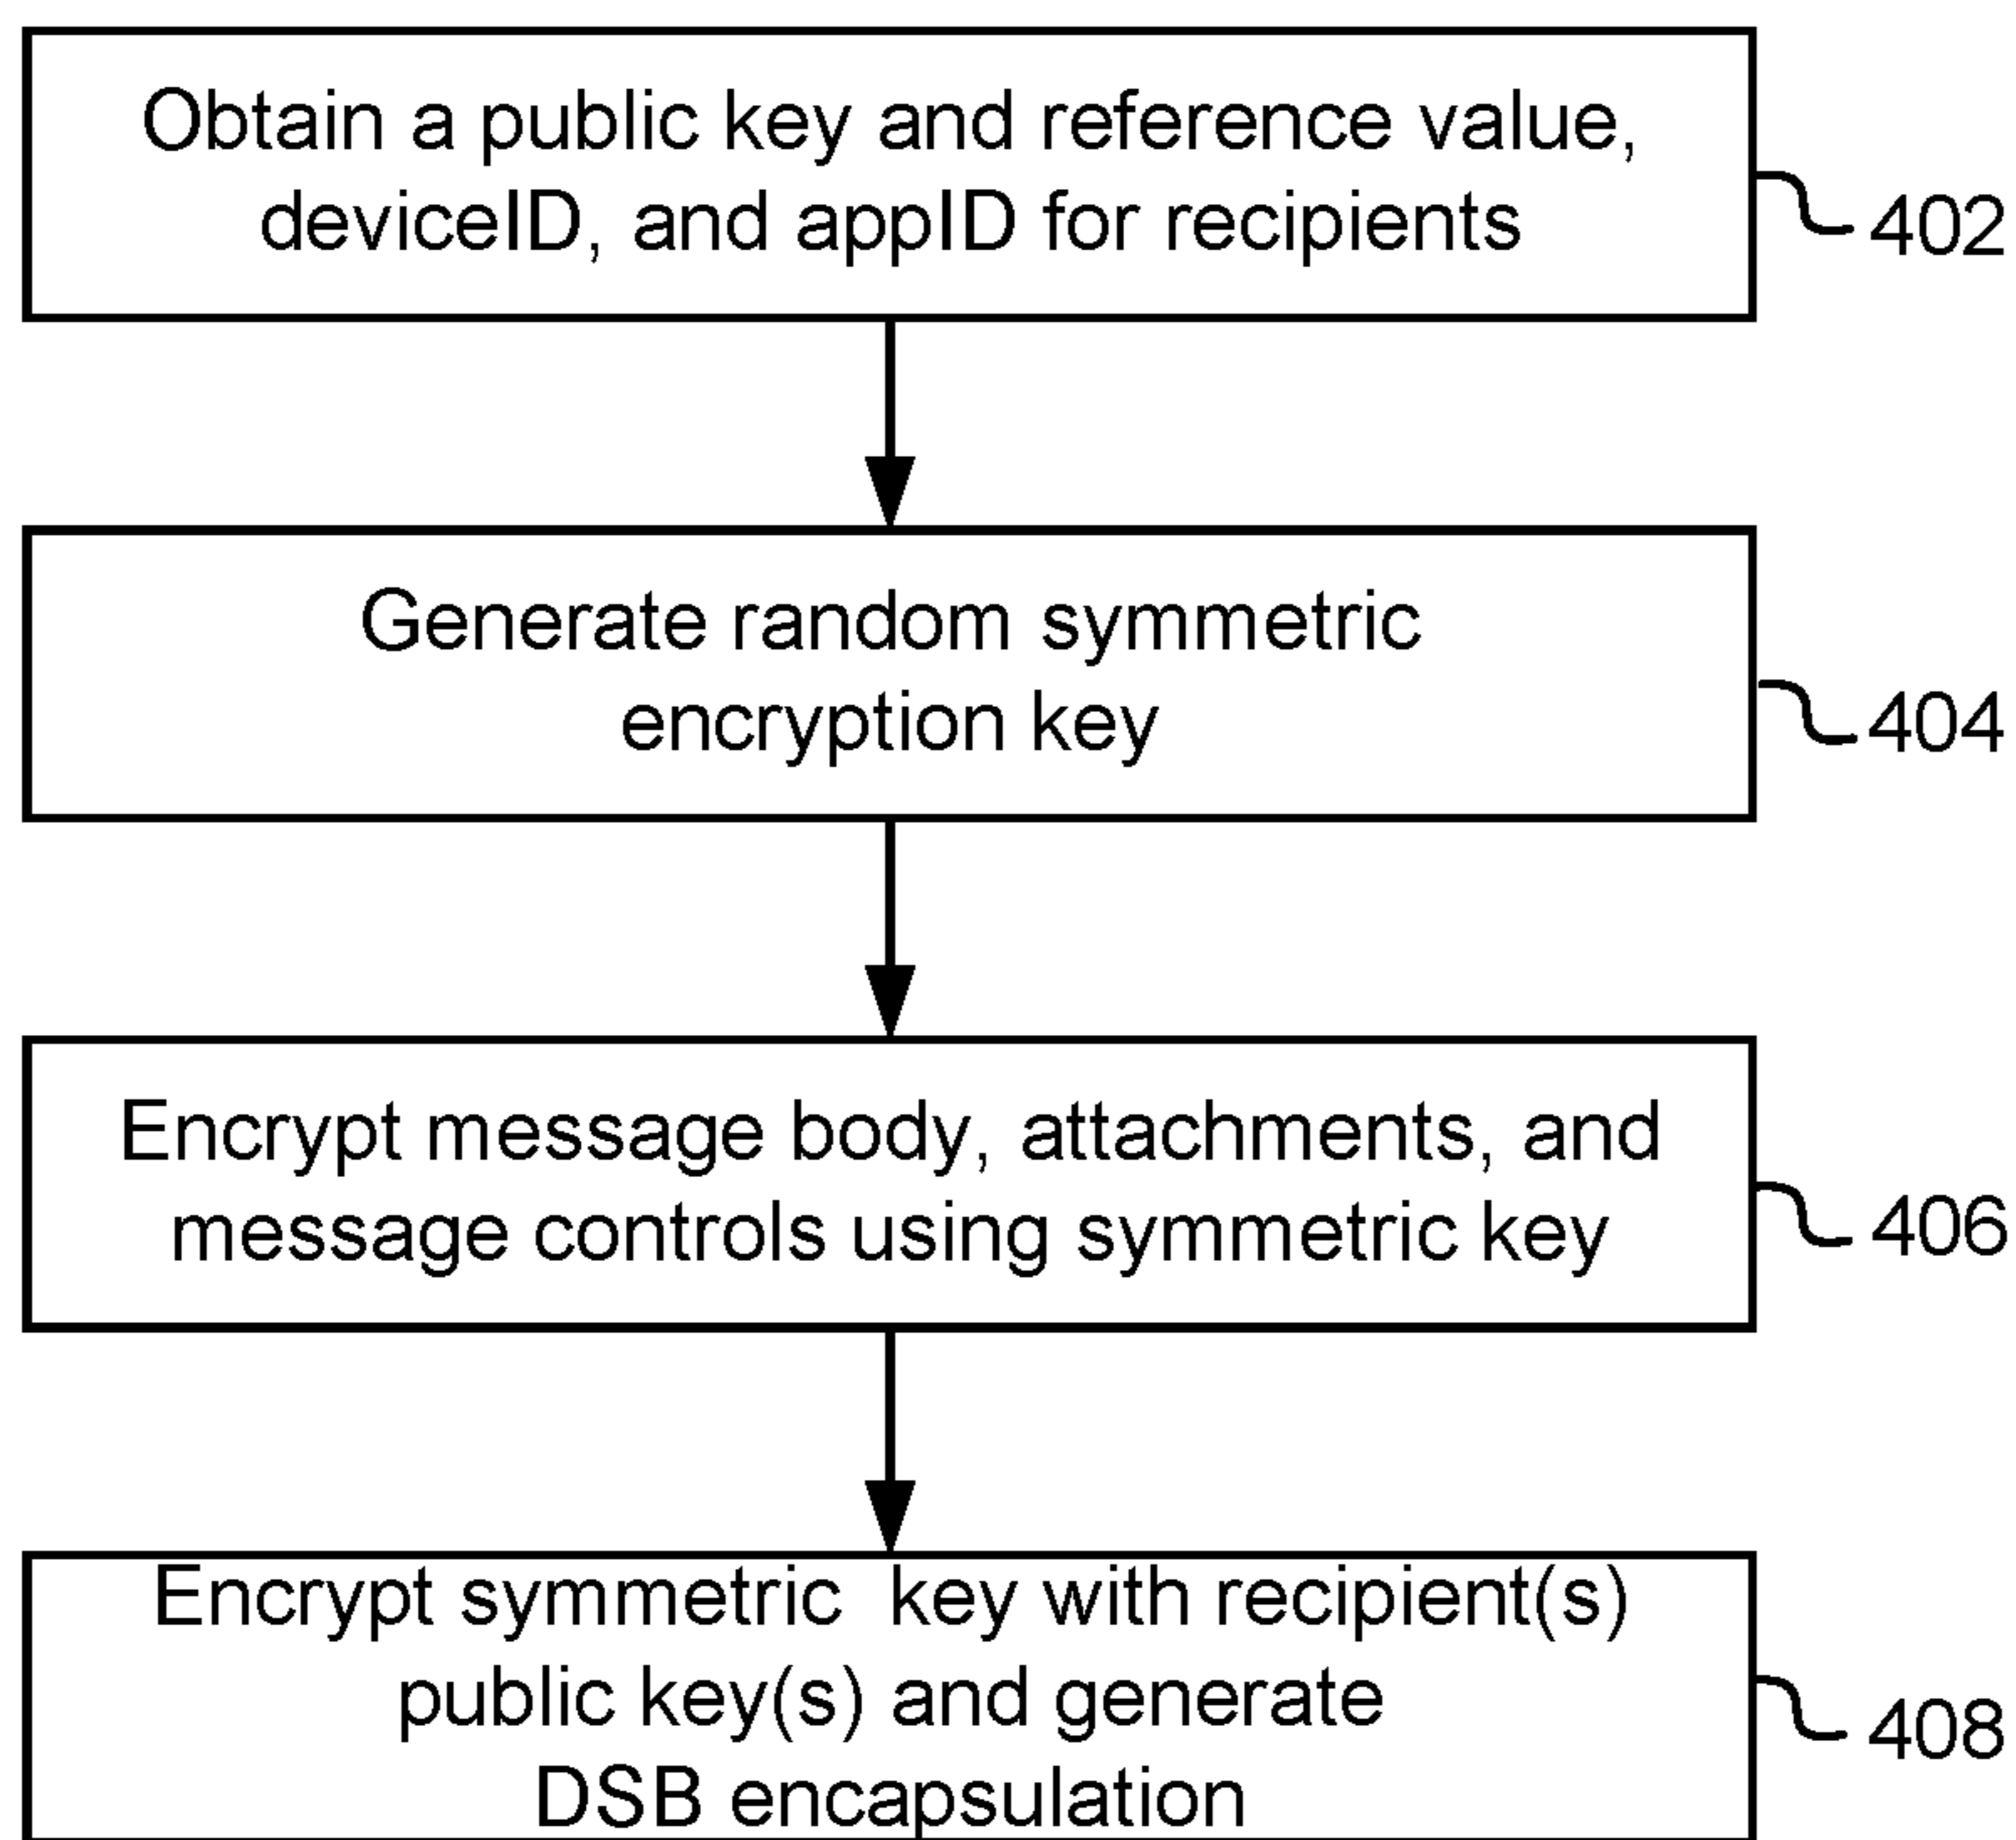 Obtain a public key and reference value,
deviceID, and appID for recipients
402
Generate random symmetric
encryption key
404
Encrypt message body, attachments, and
message controls using symmetric key
406
Encrypt symmetric key with recipient(s)
public key(s) and generate
DSB encapsulation
408